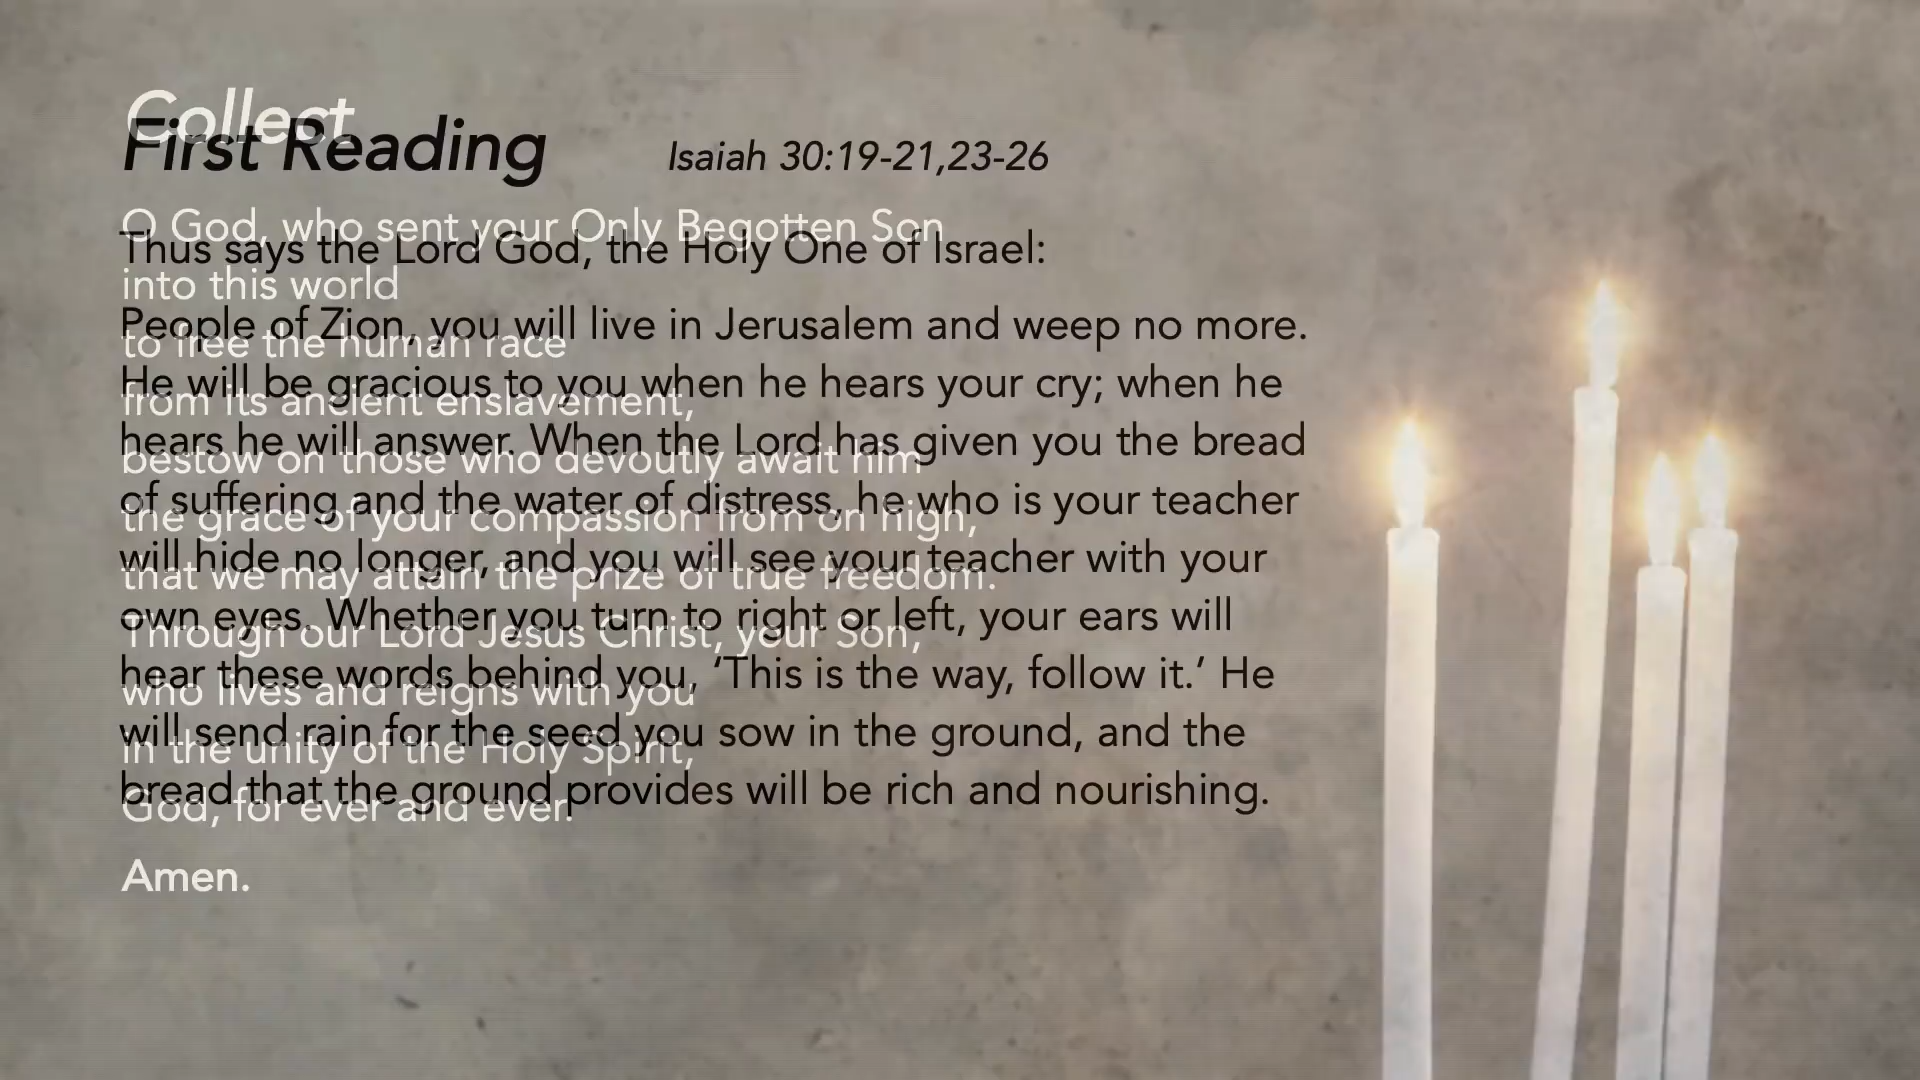 Collect
O God, who sent your Only Begotten Son
into this world
to free the human race
from its ancient enslavement,
bestow on those who devoutly await him
the grace of your compassion from on high,
that we may attain the prize of true freedom.
Through our Lord Jesus Christ, your Son,
who lives and reigns with you
in the unity of the Holy Spirit,
God, for ever and ever.
Amen.
First Reading Isaiah 30:19-21,23-26
Thus says the Lord God, the Holy One of Israel:
People of Zion, you will live in Jerusalem and weep no more.
He will be gracious to you when he hears your cry; when he
hears he will answer. When the Lord has given you the bread
of suffering and the water of distress, he who is your teacher
will hide no longer, and you will see your teacher with your
own eyes. Whether you turn to right or left, your ears will
hear these words behind you, ‘This is the way, follow it.’ He
will send rain for the seed you sow in the ground, and the
bread that the ground provides will be rich and nourishing.